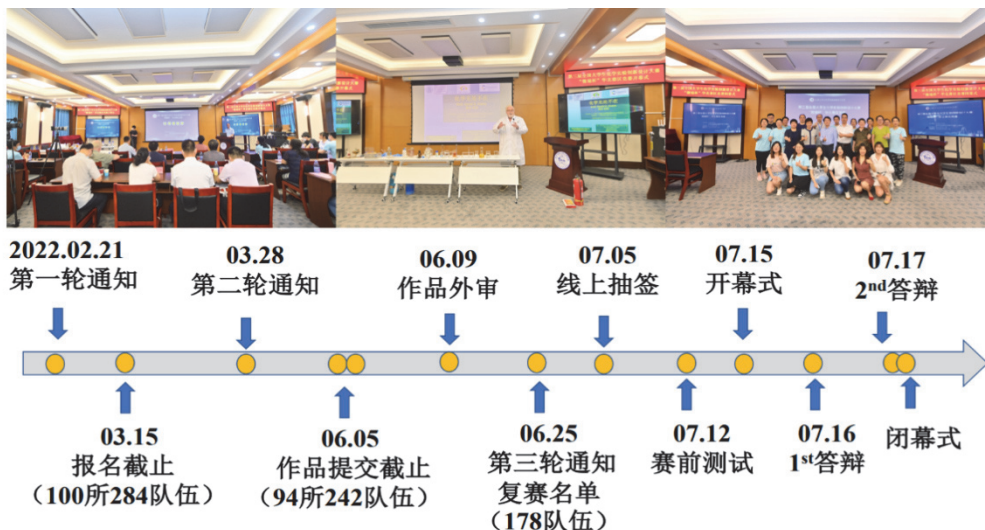 2022.02.21
第一轮通知
03.28
第二轮通知
06.09
作品外审
07.05
线上抽签
07.15
开幕式
07.17
2nd答辩
03.15
报名截止
（100所284队伍）
06.05
作品提交截止
（94所242队伍）
06.25
第三轮通知
复赛名单
（178队伍）
07.12
赛前测试
07.16
1st答辩
闭幕式